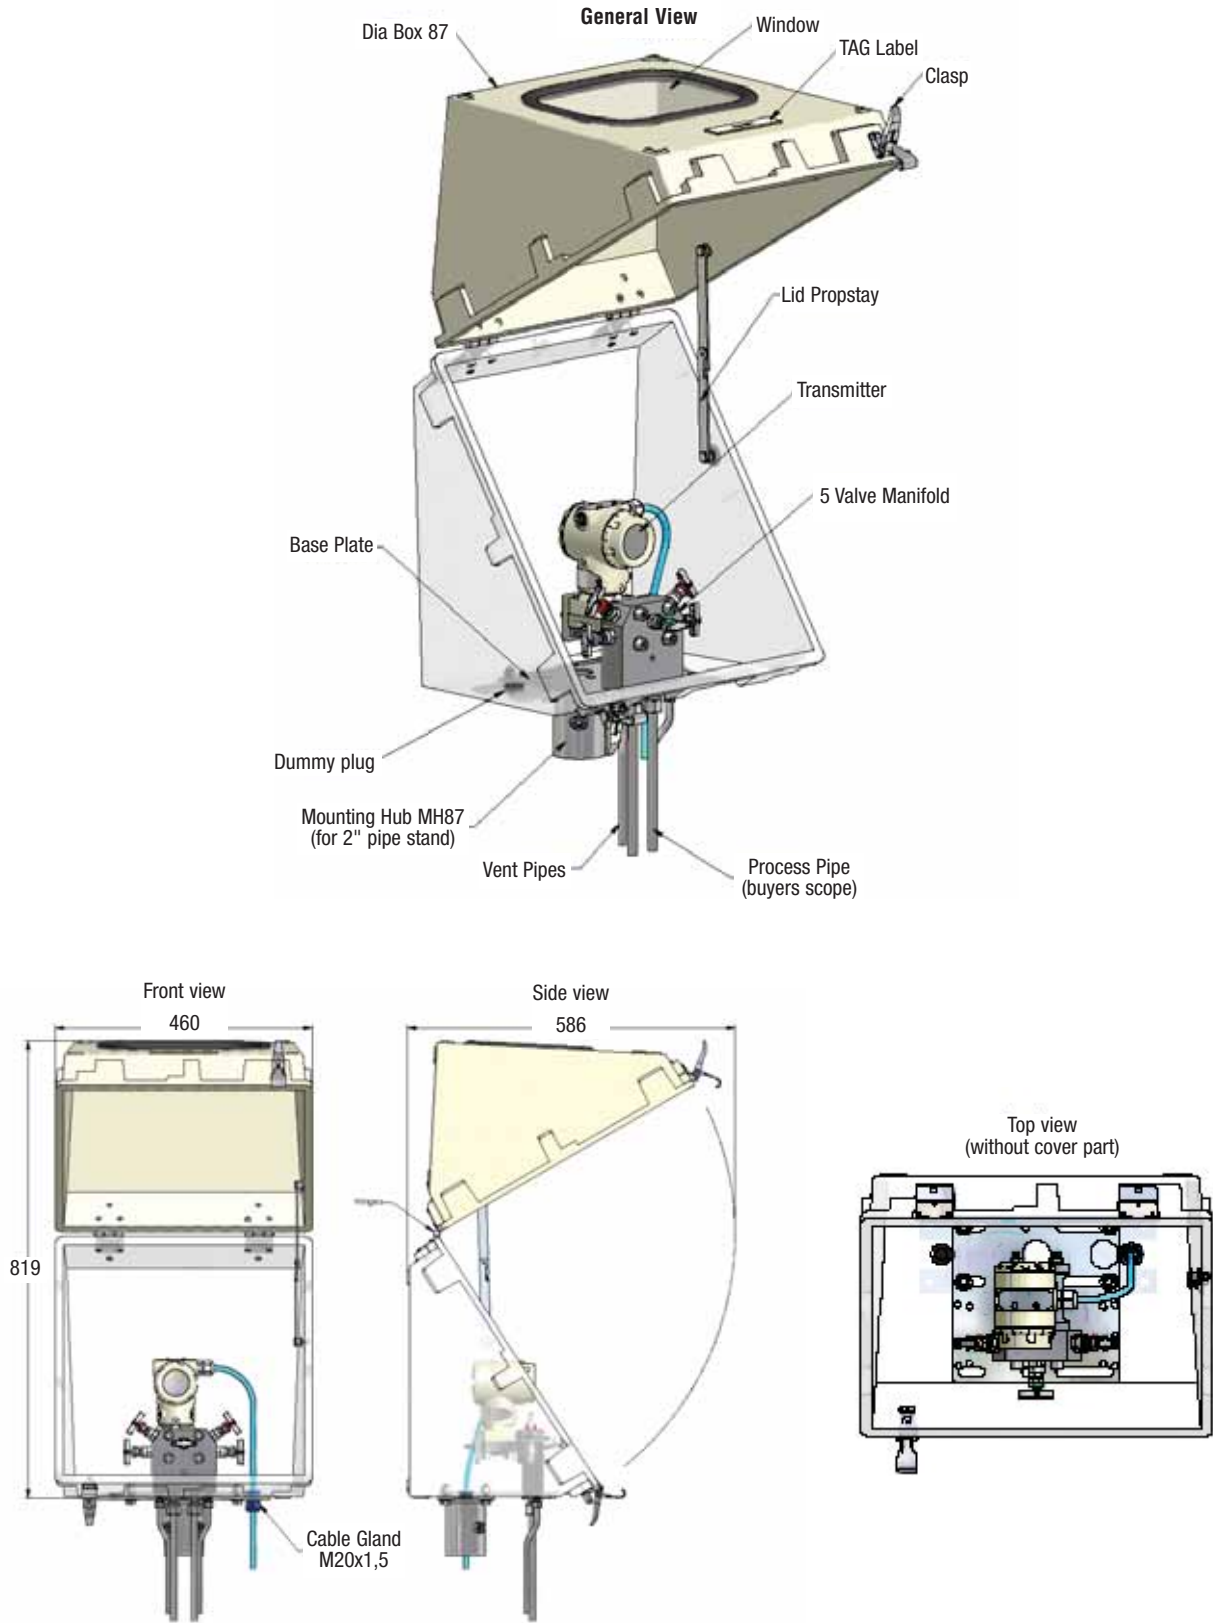 General View
Dia Box 87
Window
TAG Label
Clasp
Lid Propstay
Transmitter
5 Valve Manifold
Base Plate
Dummy plug
Mounting Hub MH87
(for 2" pipe stand)
Vent Pipes
Process Pipe
(buyers scope)
Front view
460
819
Cable Gland
M20x1,5
Side view
586
Top view
(without cover part)